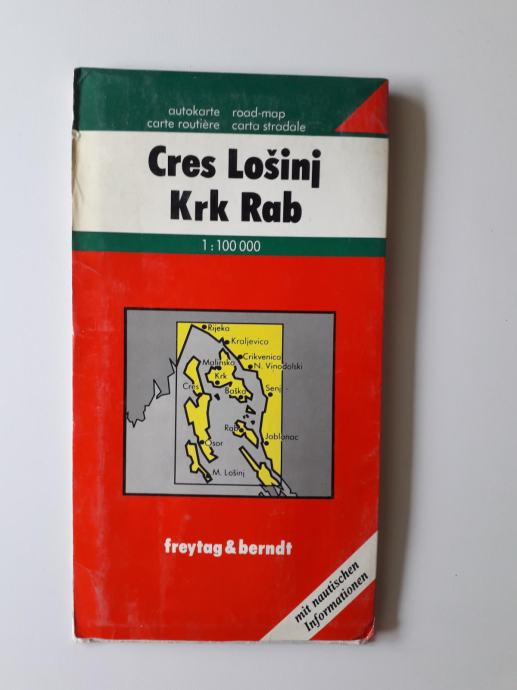 autokarte road-map
carte routière carta stradale
Cres Lošinj
Krk Rab
1:100 000
Rijeka
Kraljevica
Crikvenica
Malinska
N. Vinodolski
Krk
Cres
Baška
Senj
Rab
Osor
Jablanac
M. Lošinj
freytag & berndt
mit nautischen
Informationen